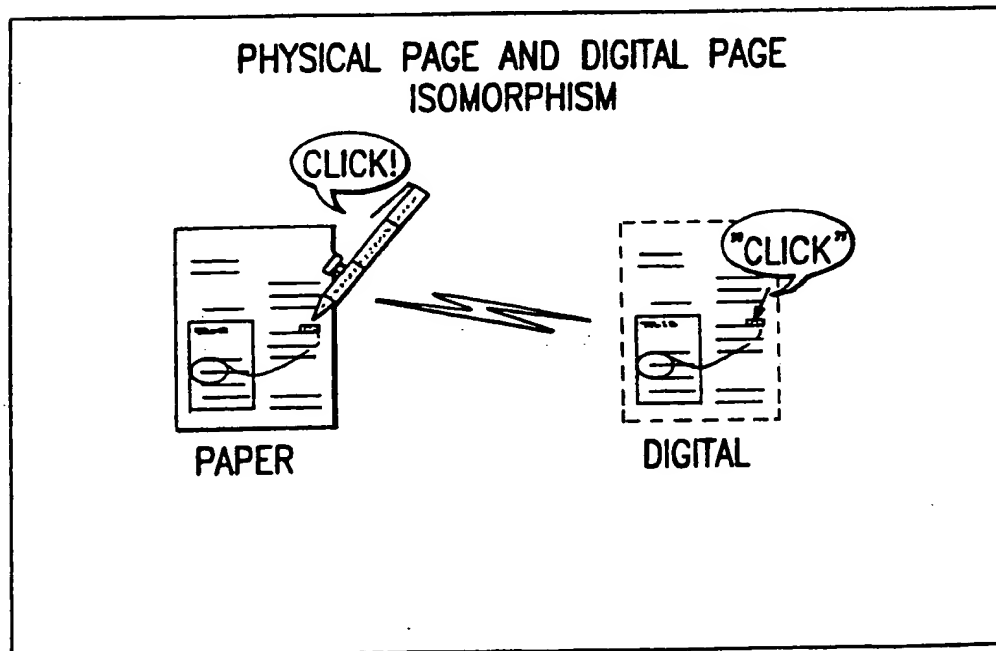 PHYSICAL PAGE AND DIGITAL PAGE
ISOMORPHISM
CLICK!
"CLICK"
PAPER
DIGITAL